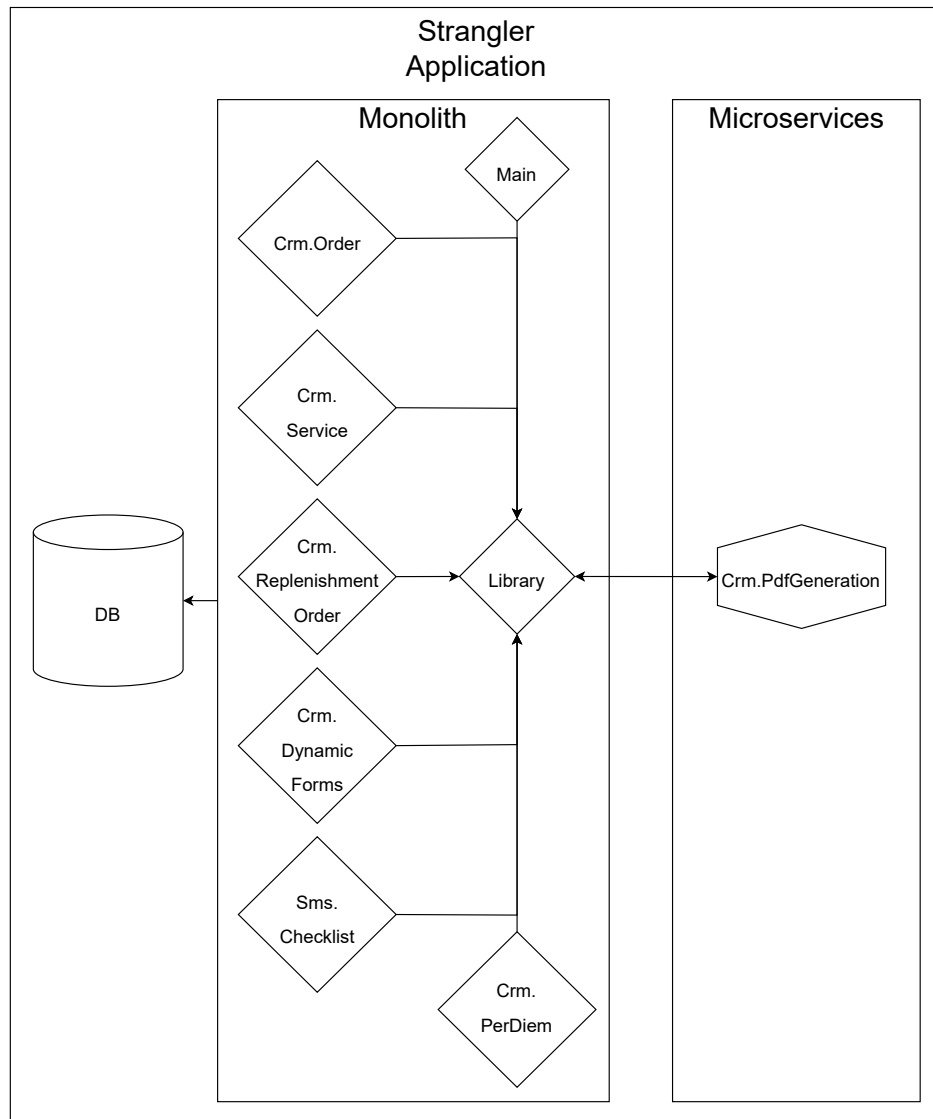 Strangler
Application
Monolith
Microservices
Main
Crm.Order
Crm.
Service
Crm.
Replenishment
Order
Library
Crm.PdfGeneration
DB
Crm.
Dynamic
Forms
Sms.
Checklist
Crm.
PerDiem